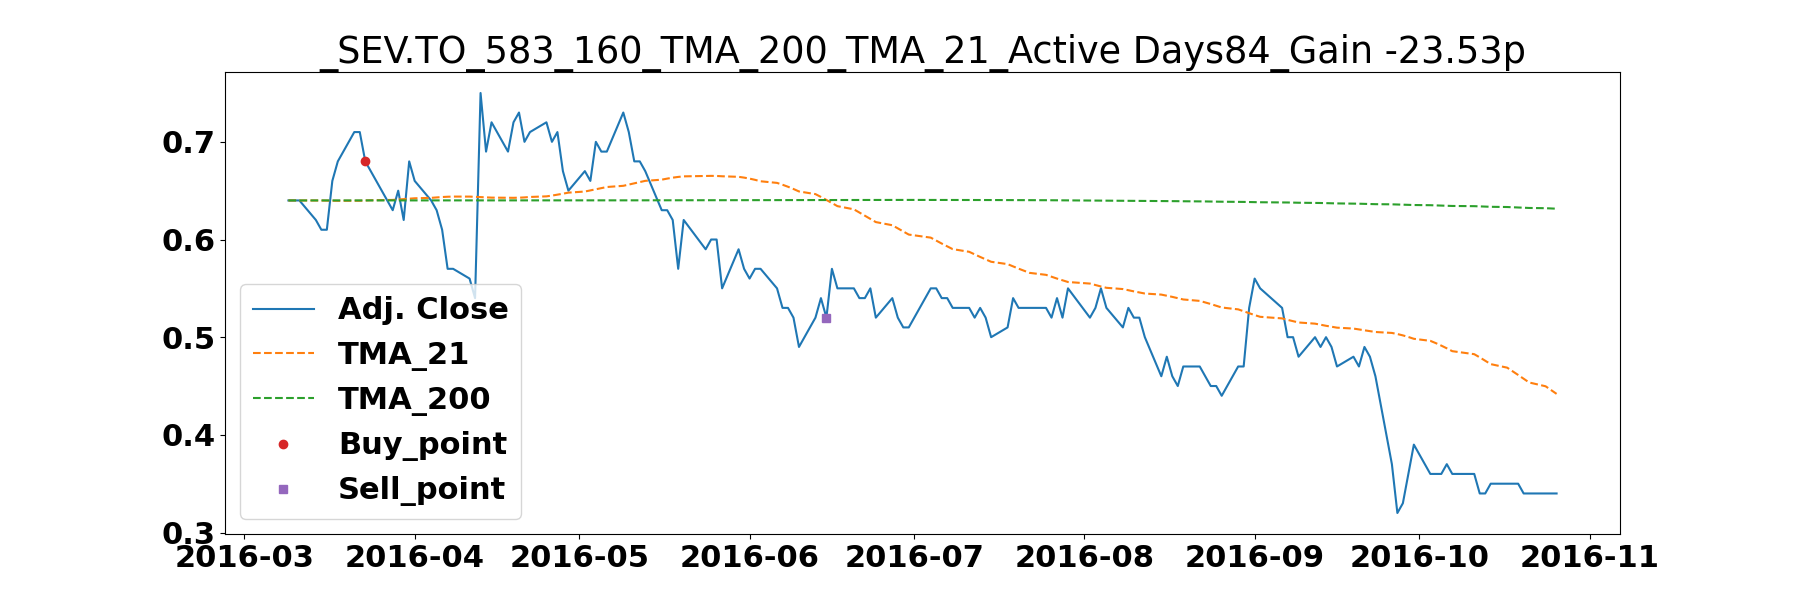 _SEV.TO_583_160_TMA_200_TMA_21_Active Days84_Gain -23.53p
0.7
0.6
0.5
0.4
0.3
Adj. Close
TMA_21
TMA_200
Buy_point
Sell_point
2016-03 2016-04 2016-05 2016-06 2016-07 2016-08 2016-09 2016-10 2016-11